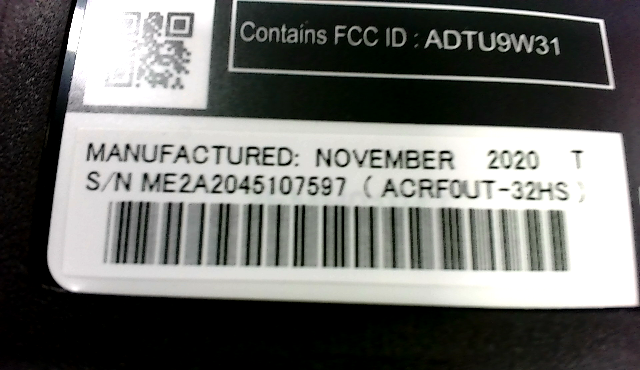 Contains FCC ID : ADTU9W31
MANUFACTURED: NOVEMBER 2020 T
S/N ME2A2045107597 ( ACRF0UT-32HS )